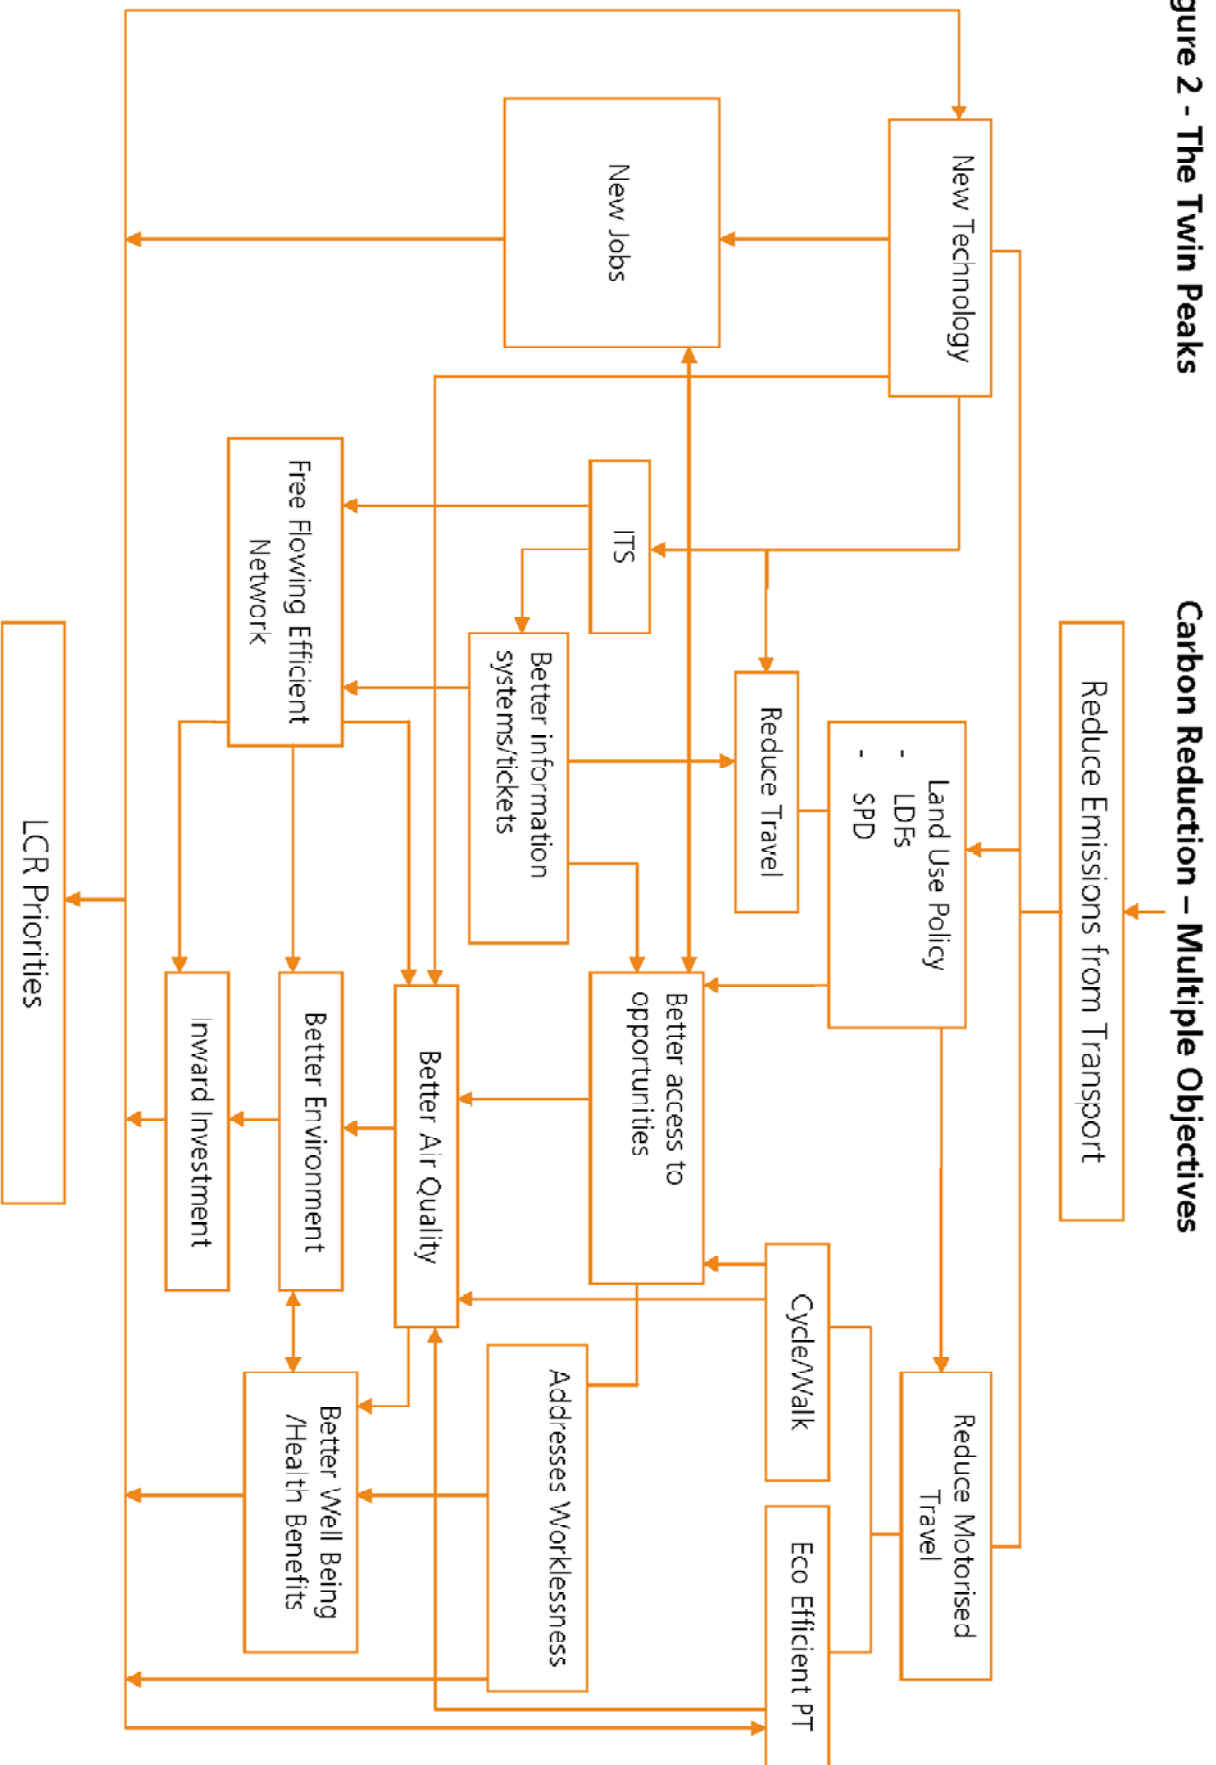 gure 2 - The Twin Peaks
Carbon Reduction – Multiple Objectives
Reduce Emissions from Transport
New Technology
Land Use Policy
- LDFs
- SPD
Reduce Motorised
Travel
New Jobs
Reduce Travel
Cycle/Walk
Eco Efficient PT
ITS
Better information
systems/tickets
Better access to
opportunities
Addresses Worklessness
Free Flowing Efficient
Network
Better Air Quality
Better Environment
Better Well Being
/Health Benefits
Inward Investment
LCR Priorities